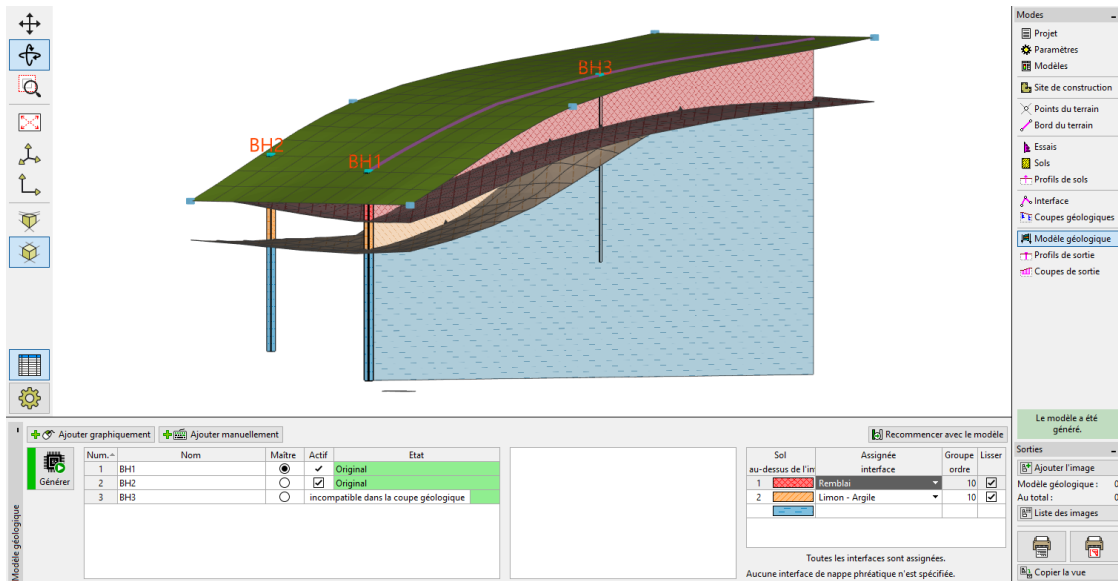 BH3
BH2
BH1
Modes
Projet
Paramètres
Modèles
Site de construction
Points du terrain
Bord du terrain
Essais
Sols
Profils de sols
Interface
Coupes géologiques
Modèle géologique
Profils de sortie
Coupes de sortie
Le modèle a été
généré.
Sorties
Ajouter l'image
Modèle géologique : 0
Au total : 0
Liste des images
Copier la vue
Modèle géologique
Ajouter graphiquement Ajouter manuellement
Générer
Num. Nom Maître Actif Etat
1 BH1 Original
2 BH2 Original
3 BH3 incompatible dans la coupe géologique
Recommencer avec le modèle
Sol Assignée Groupe Lisser
au-dessus de l'in interface ordre
1 Remblai 10
2 Limon - Argile 10
Toutes les interfaces sont assignées.
Aucune interface de nappe phréatique n'est spécifiée.